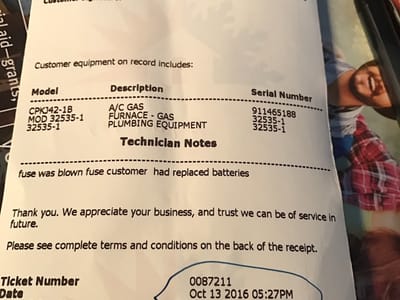 Customer equipment on record includes:
Model Description Serial Number
CPKJ42-1B A/C GAS 911465188
MOD 32535-1 FURNACE - GAS 32535-1
32535-1 PLUMBING EQUIPMENT 32535-1
Technician Notes
fuse was blown fuse customer had replaced batteries
Thank you. We appreciate your business, and trust we can be of service in
future.
Please see complete terms and conditions on the back of the receipt.
Ticket Number 0087211
Date Oct 13 2016 05:27PM